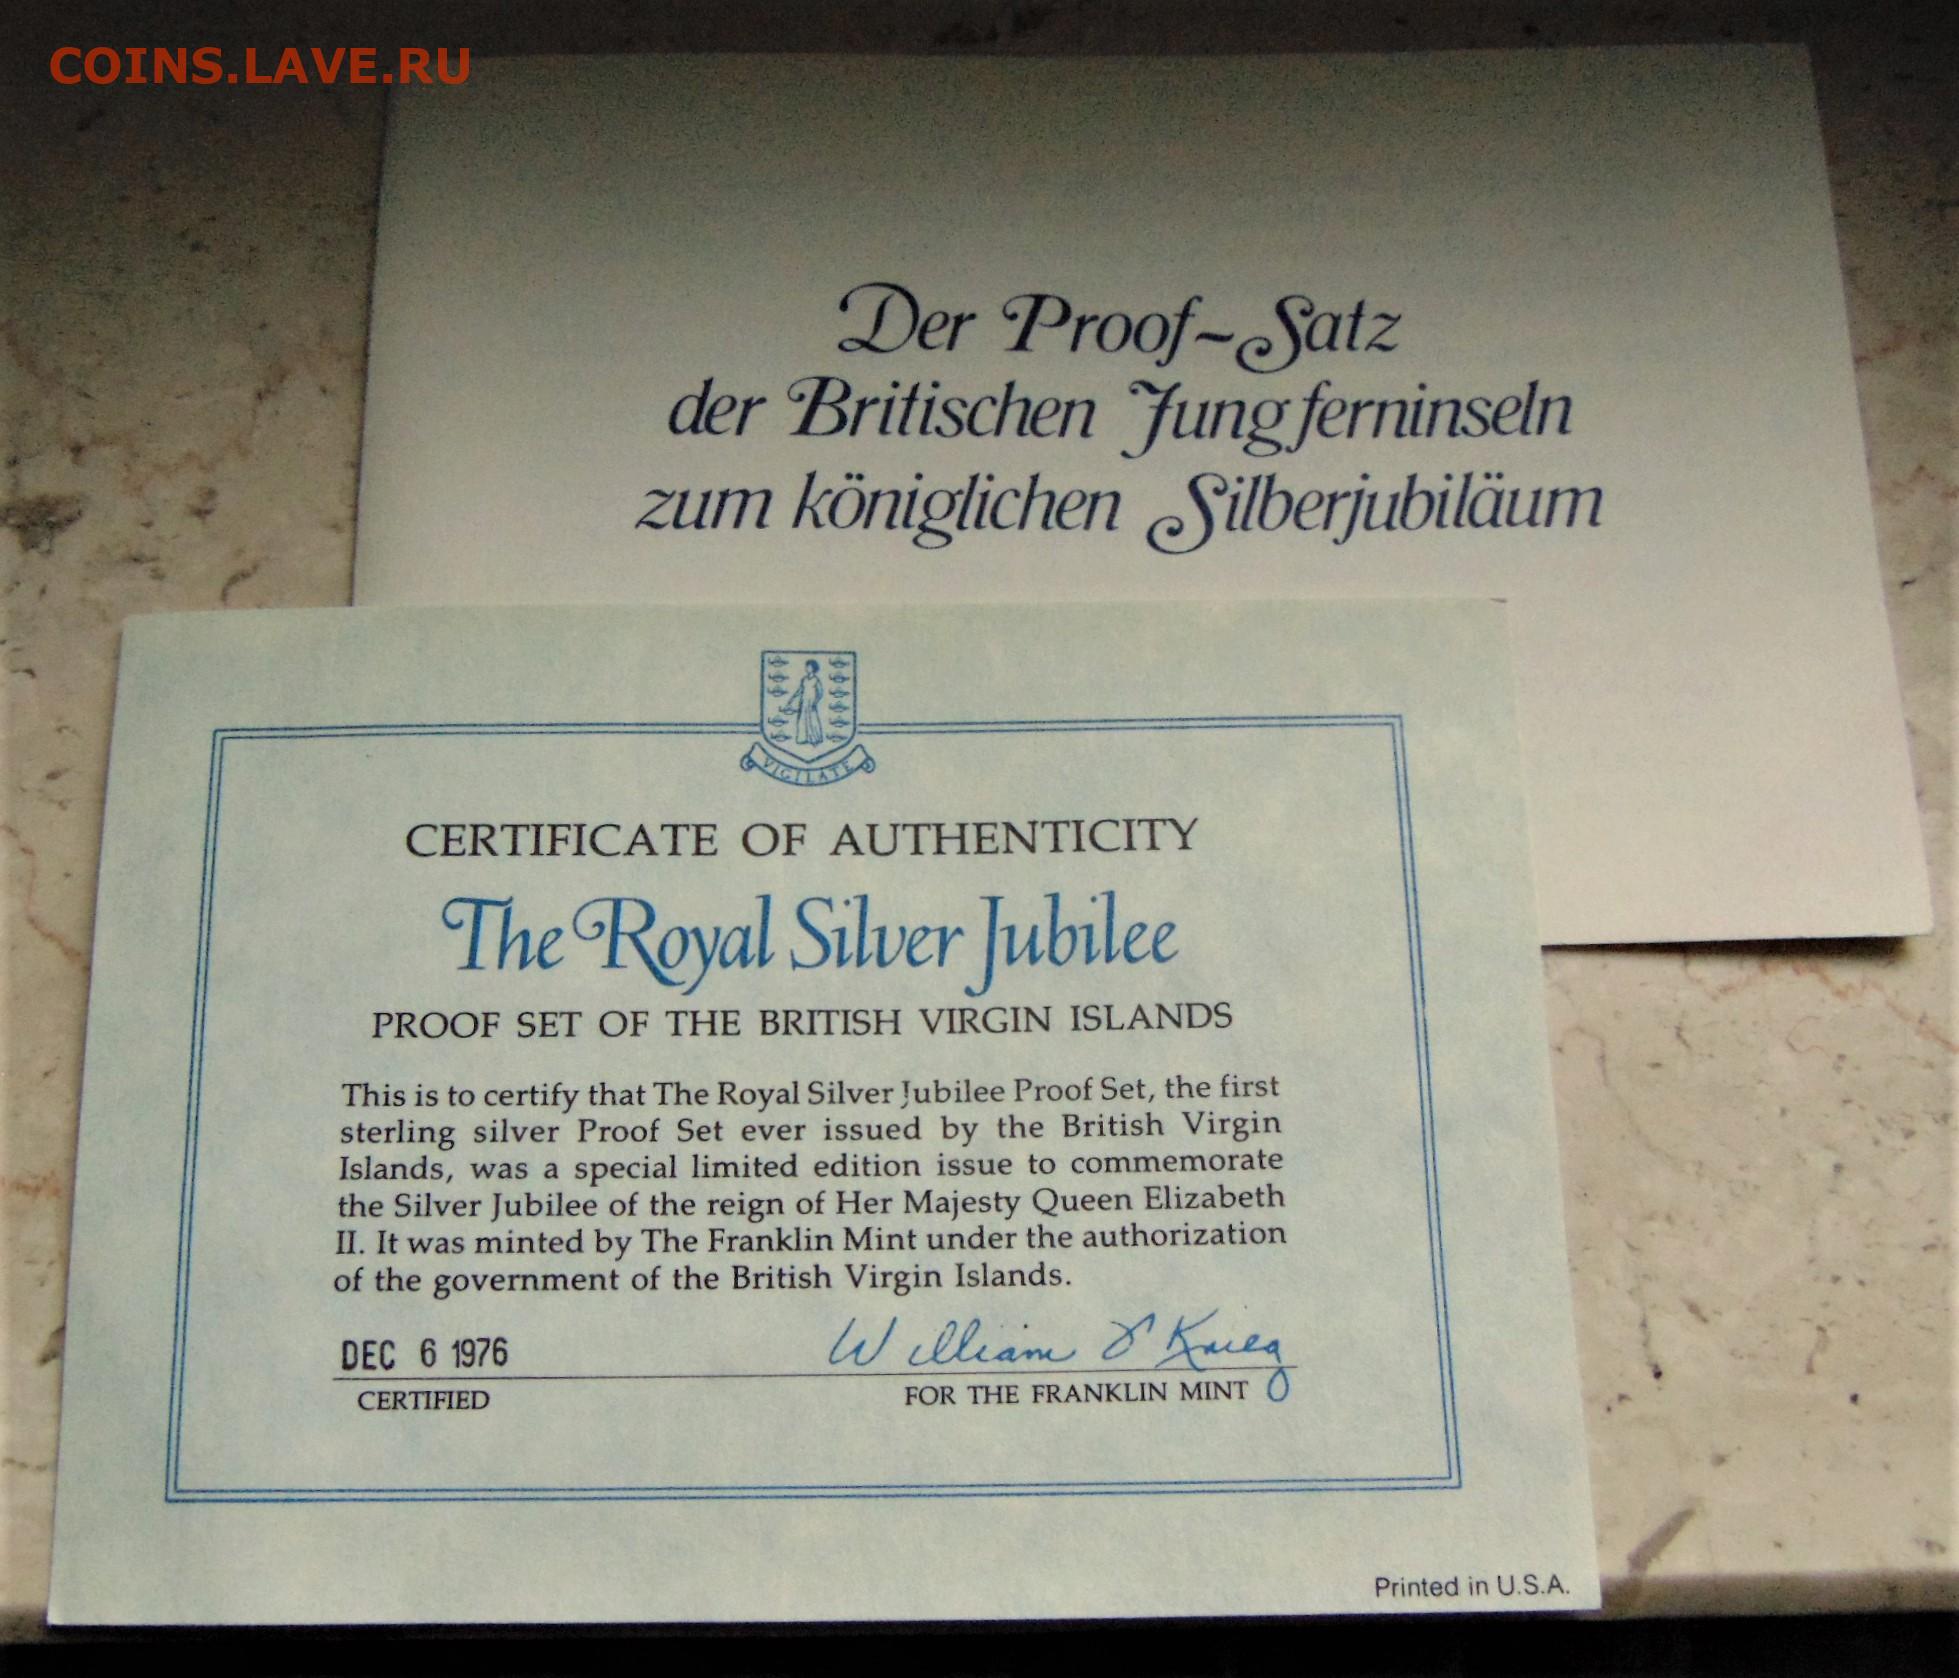 COINS.LAVE.RU
Der Proof-Satz
der Britischen Jungferninseln
zum königlichen Silberjubiläum
VIGILATE
CERTIFICATE OF AUTHENTICITY
The Royal Silver Jubilee
PROOF SET OF THE BRITISH VIRGIN ISLANDS
This is to certify that The Royal Silver Jubilee Proof Set, the first
sterling silver Proof Set ever issued by the British Virgin
Islands, was a special limited edition issue to commemorate
the Silver Jubilee of the reign of Her Majesty Queen Elizabeth
II. It was minted by The Franklin Mint under the authorization
of the government of the British Virgin Islands.
DEC 6 1976 William
CERTIFIED FOR THE FRANKLIN MINT
Printed in U.S.A.